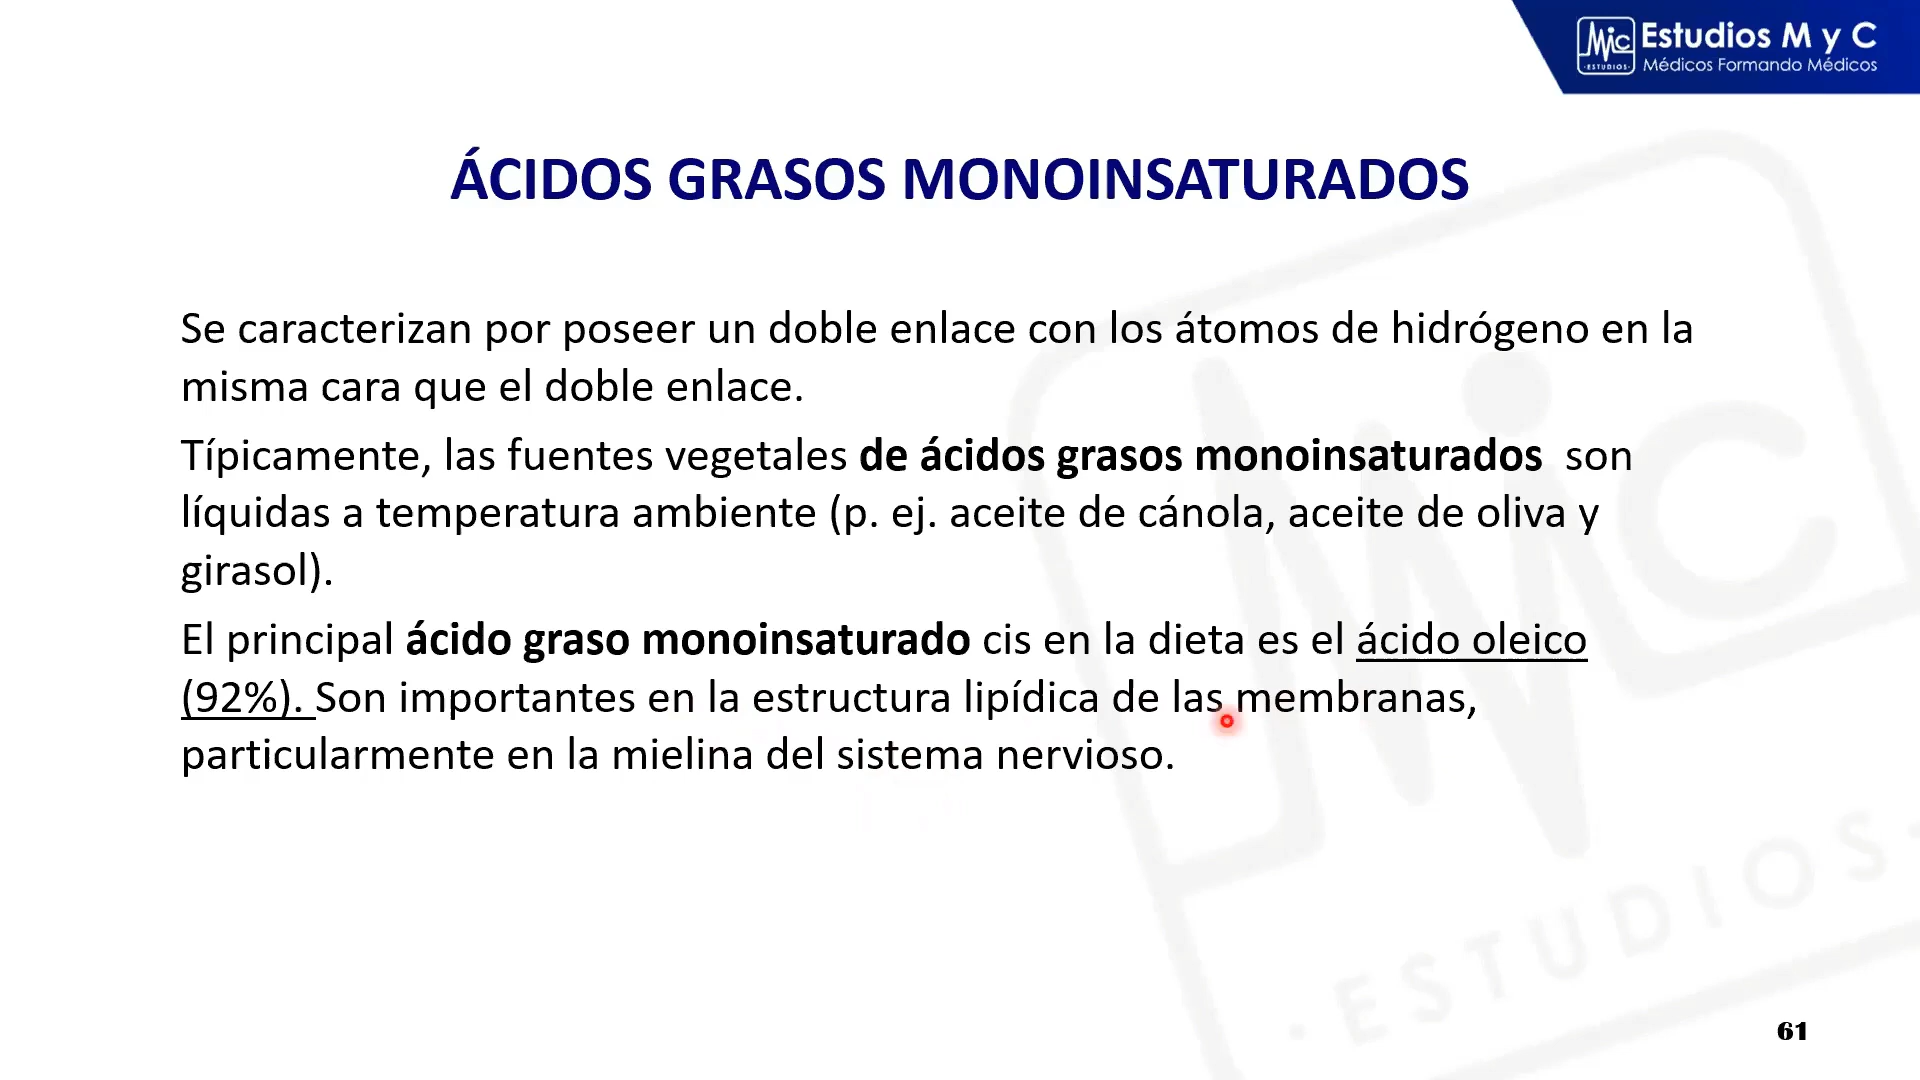 Mic Estudios M y C
·ESTUDIOS· Médicos Formando Médicos
ÁCIDOS GRASOS MONOINSATURADOS
Se caracterizan por poseer un doble enlace con los átomos de hidrógeno en la
misma cara que el doble enlace.
Típicamente, las fuentes vegetales de ácidos grasos monoinsaturados son
líquidas a temperatura ambiente (p. ej. aceite de cánola, aceite de oliva y
girasol).
El principal ácido graso monoinsaturado cis en la dieta es el ácido oleico
(92%). Son importantes en la estructura lipídica de las membranas,
particularmente en la mielina del sistema nervioso.
Mic
·ESTUDIOS·
61